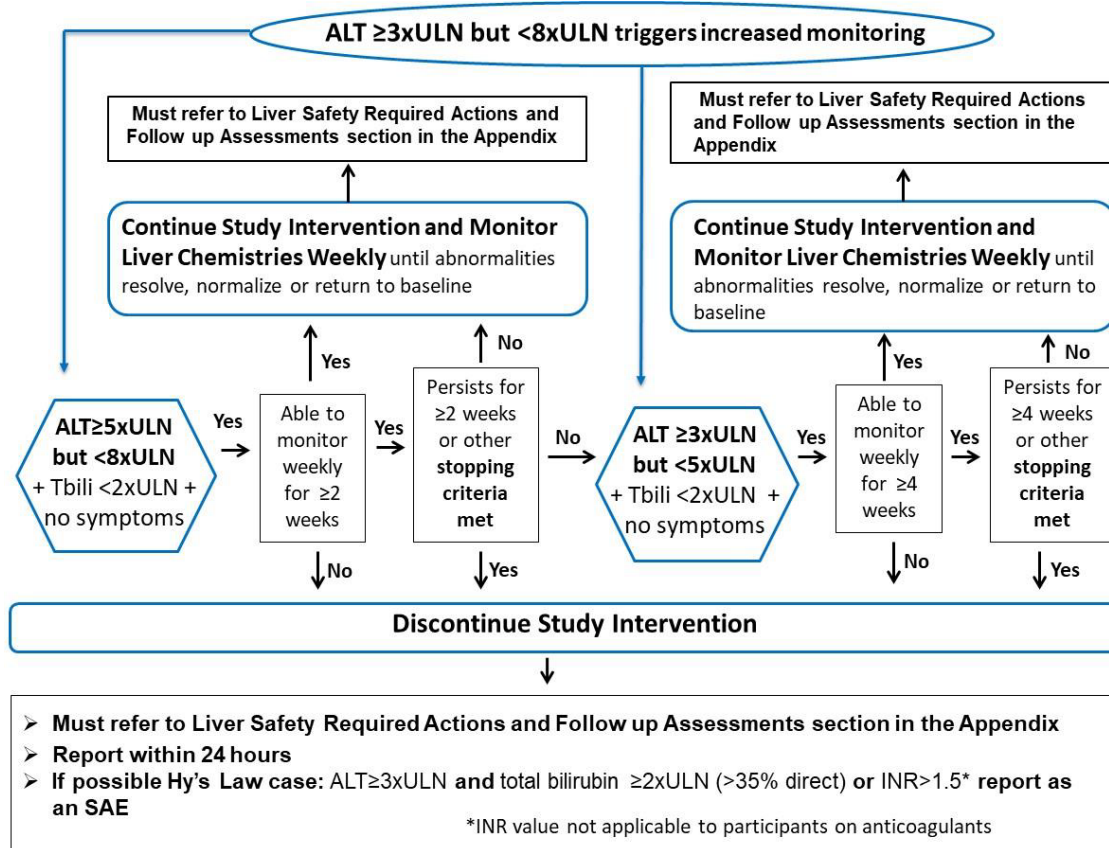 ALT ≥3xULN but <8xULN triggers increased monitoring
Must refer to Liver Safety Required Actions and
Follow up Assessments section in the Appendix
Must refer to Liver Safety Required Actions
and Follow up Assessments section in the
Appendix
Continue Study Intervention and Monitor
Liver Chemistries Weekly until abnormalities
resolve, normalize or return to baseline
Continue Study Intervention and
Monitor Liver Chemistries Weekly until
abnormalities resolve, normalize or return to
baseline
Yes
No
Yes
No
ALT≥5xULN
but <8xULN
+ Tbili <2xULN +
no symptoms
Yes
Able to
monitor
weekly
for ≥2
weeks
Yes
Persists for
≥2 weeks
or other
stopping
criteria
met
No
ALT ≥3xULN
but <5xULN
+ Tbili <2xULN +
no symptoms
Yes
Able to
monitor
weekly
for ≥4
weeks
Yes
Persists for
≥4 weeks
or other
stopping
criteria
met
No
Yes
No
Yes
Discontinue Study Intervention
➢ Must refer to Liver Safety Required Actions and Follow up Assessments section in the Appendix
➢ Report within 24 hours
➢ If possible Hy's Law case: ALT≥3xULN and total bilirubin ≥2xULN (>35% direct) or INR>1.5* report as
an SAE
*INR value not applicable to participants on anticoagulants